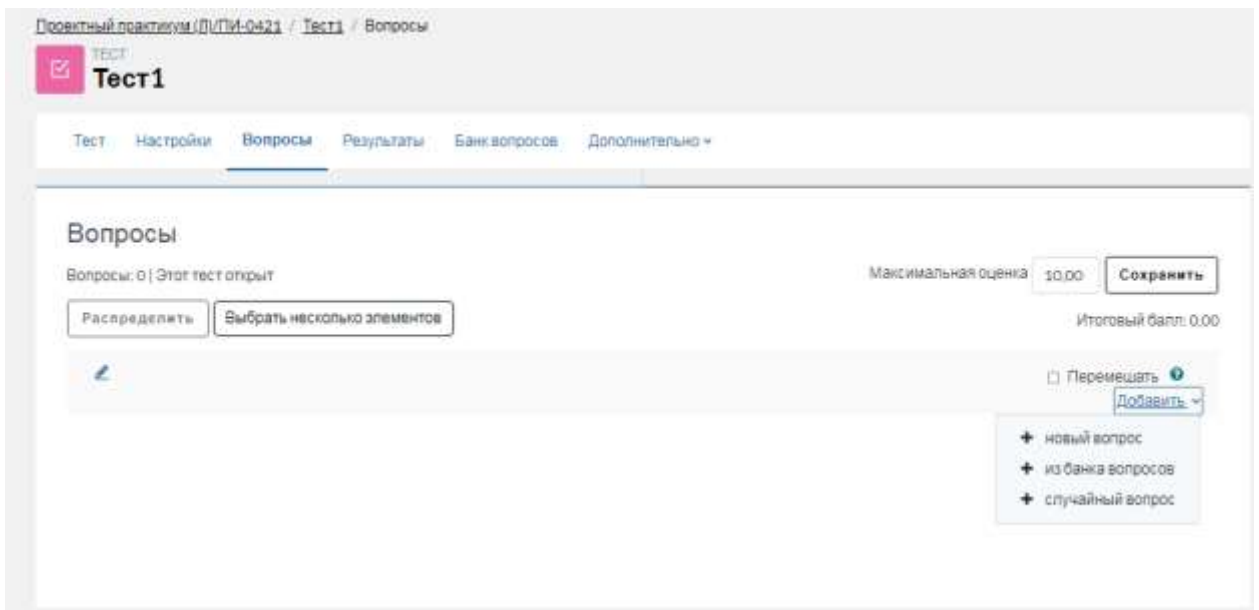 Проектный практикум (Л)/ПИ-0421 / Тест1 / Вопросы
ТЕСТ
Тест1
Тест Настройки Вопросы Результаты Банк вопросов Дополнительно
Вопросы
Вопросы: 0 | Этот тест открыт
Максимальная оценка 10,00 Сохранить
Распределить Выбрать несколько элементов
Итоговый балл: 0,00
Перемешать
Добавить
новый вопрос
из банка вопросов
случайный вопрос